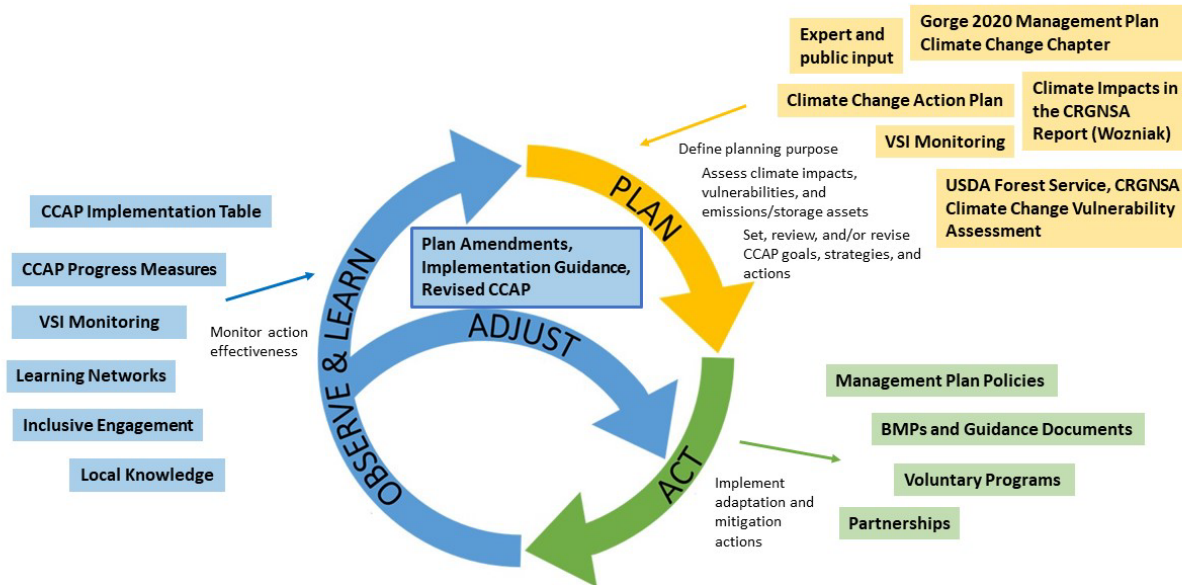 Expert and
public input
Gorge 2020 Management Plan
Climate Change Chapter
Climate Change Action Plan
Climate Impacts in
the CRGNSA
Report (Wozniak)
VSI Monitoring
USDA Forest Service, CRGNSA
Climate Change Vulnerability
Assessment
PLAN
Define planning purpose
Assess climate impacts,
vulnerabilities, and
emissions/storage assets
Set, review, and/or revise
CCAP goals, strategies, and
actions
Plan Amendments,
Implementation Guidance,
Revised CCAP
ADJUST
OBSERVE & LEARN
CCAP Implementation Table
CCAP Progress Measures
VSI Monitoring
Learning Networks
Inclusive Engagement
Local Knowledge
Monitor action
effectiveness
ACT
Implement
adaptation and
mitigation
actions
Management Plan Policies
BMPs and Guidance Documents
Voluntary Programs
Partnerships